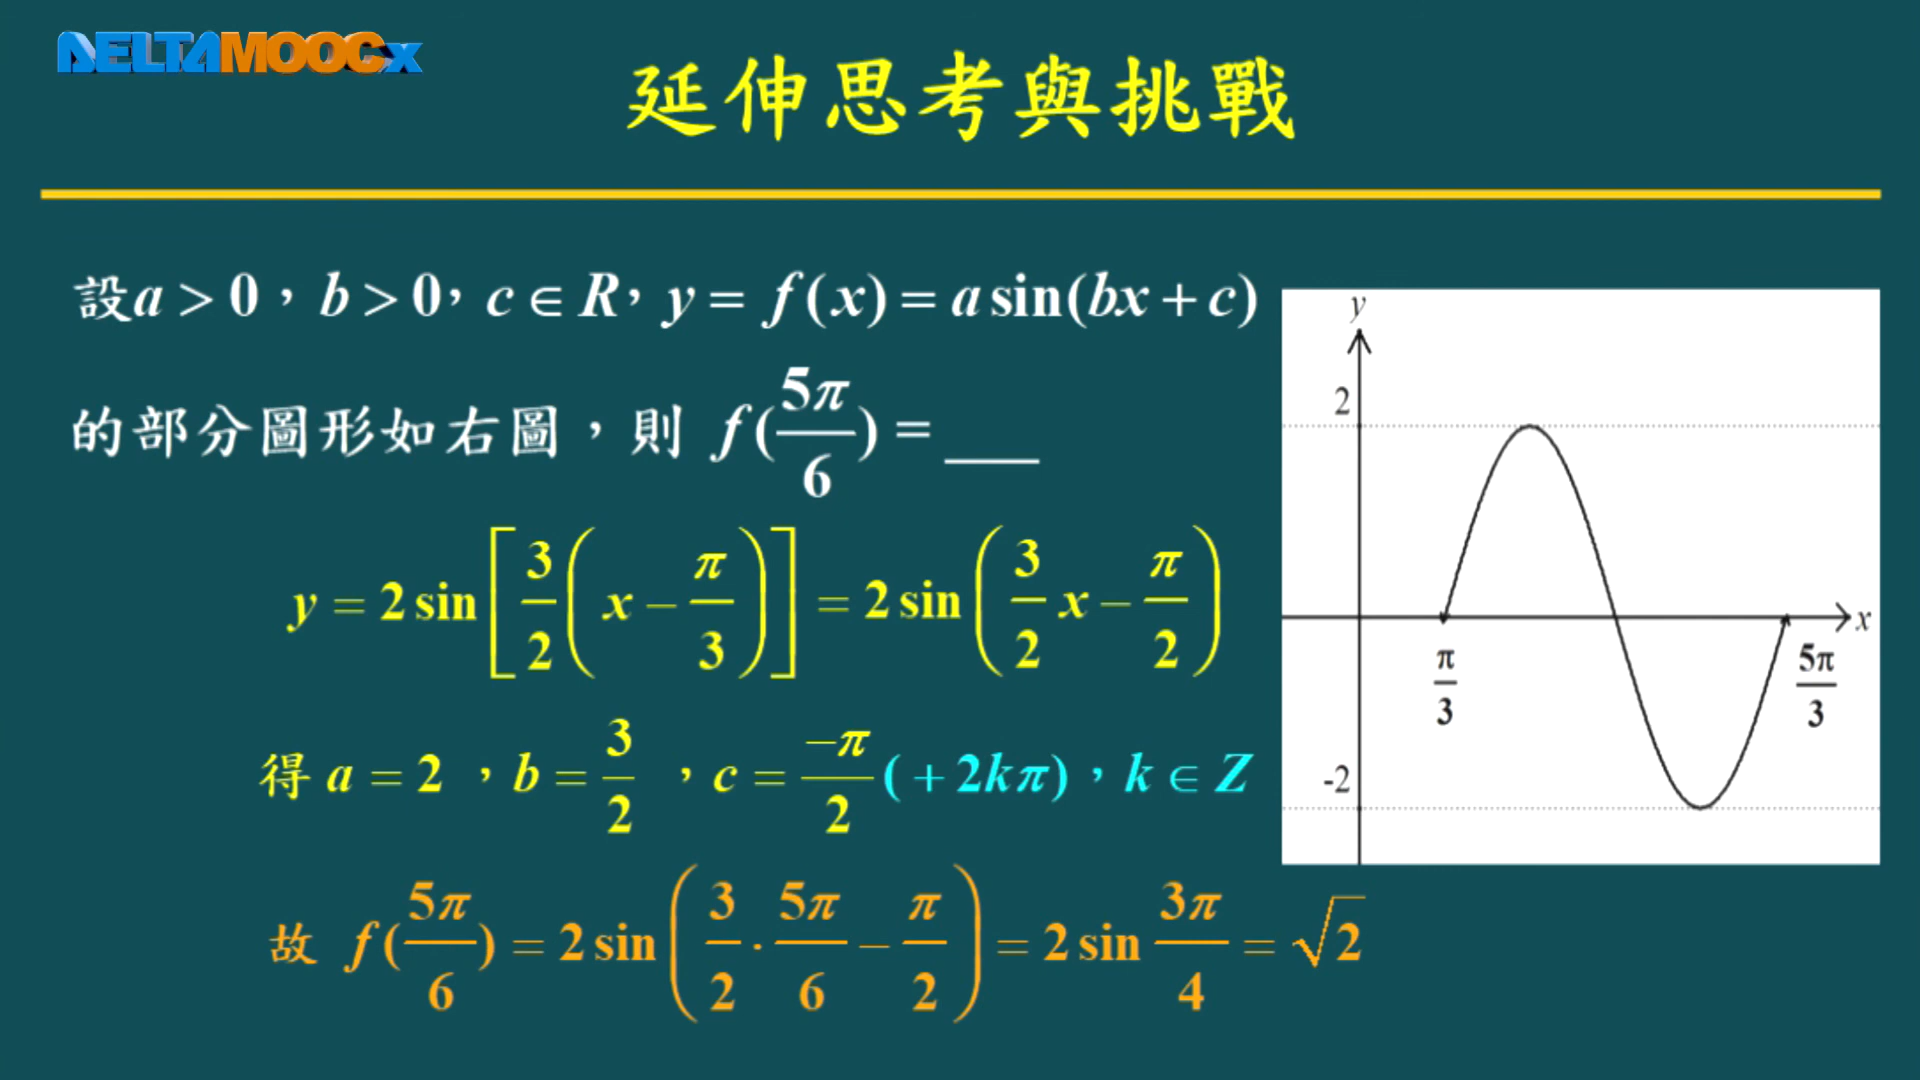 DELTAMOOCx
延伸思考與挑戰
設a > 0，b > 0，c ∈ R，y = f(x) = a sin(bx + c)
的部分圖形如右圖，則 f(5π/6) = ___
y = 2 sin[3/2(x − π/3)] = 2 sin(3/2 x − π/2)
得 a = 2 ，b = 3/2 ，c = −π/2 (+2kπ)，k ∈ Z
故 f(5π/6) = 2 sin(3/2 · 5π/6 − π/2) = 2 sin 3π/4 = √2
y
2
x
π/3
5π/3
-2